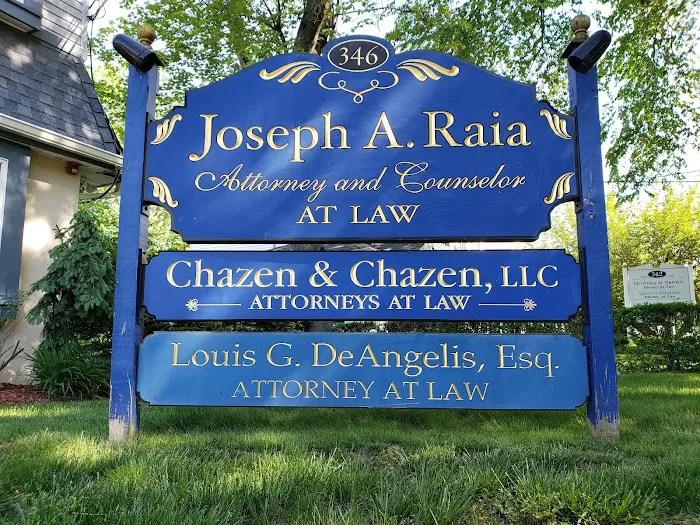 346
Joseph A. Raia
Attorney and Counselor
AT LAW
Chazen & Chazen, LLC
ATTORNEYS AT LAW
Louis G. DeAngelis, Esq.
ATTORNEY AT LAW